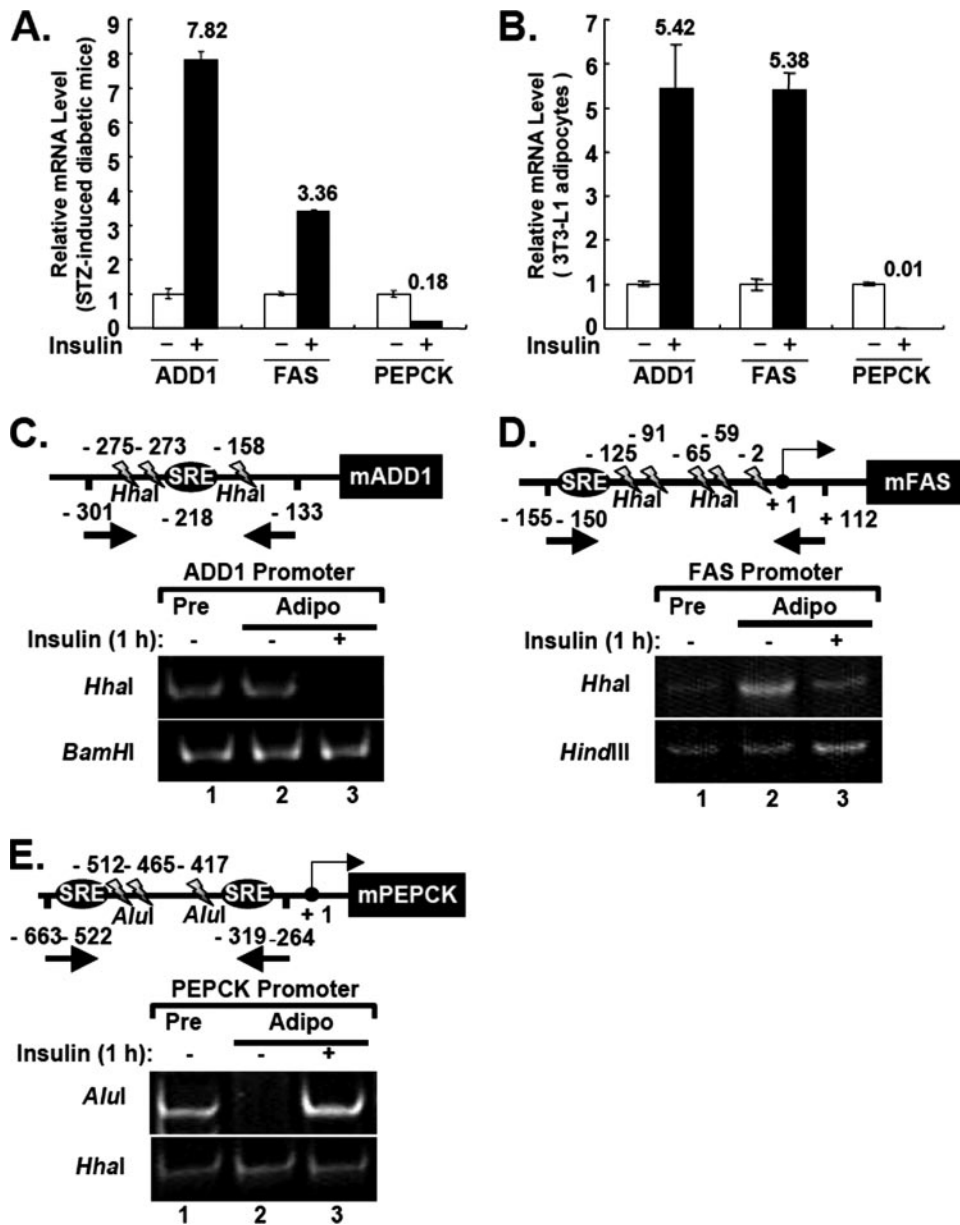 A.
Relative mRNA Level
(STZ-induced diabetic mice)
9
8
7
6
5
4
3
2
1
0
7.82
3.36
0.18
Insulin − + − + − +
ADD1 FAS PEPCK
B.
Relative mRNA Level
( 3T3-L1 adipocytes )
7
6
5
4
3
2
1
0
5.42
5.38
0.01
Insulin − + − + − +
ADD1 FAS PEPCK
C.
- 275 - 273 - 158
SRE mADD1
HhaI HhaI
- 301 - 218 - 133
ADD1 Promoter
Pre Adipo
Insulin (1 h): - - +
HhaI
BamHI
1 2 3
D.
- 91 - 59
- 125 - 65 - 2
SRE mFAS
HhaI HhaI + 1
- 155 - 150 + 112
FAS Promoter
Pre Adipo
Insulin (1 h): - - +
HhaI
HindIII
1 2 3
E.
- 512 - 465 - 417
SRE SRE mPEPCK
AluI AluI + 1
- 663 - 522 - 319 -264
PEPCK Promoter
Pre Adipo
Insulin (1 h): - - +
AluI
HhaI
1 2 3